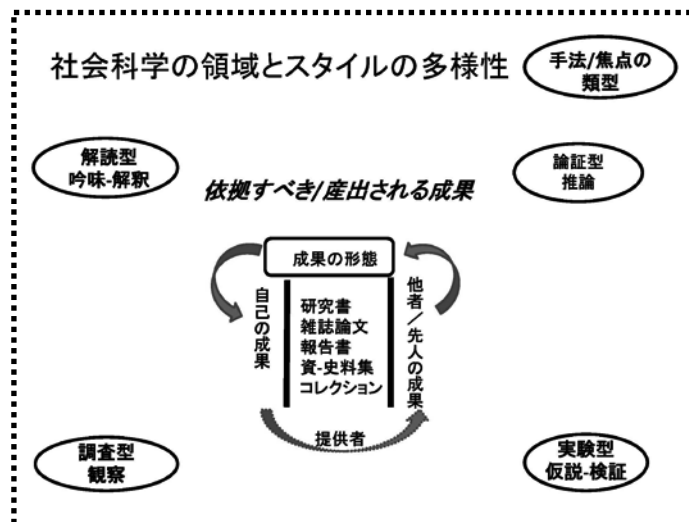 社会科学の領域とスタイルの多様性
手法/焦点の
類型
解読型
吟味-解釈
論証型
推論
依拠すべき/産出される成果
成果の形態
自己の成果
研究書
雑誌論文
報告書
資-史料集
コレクション
他者/先人の成果
提供者
調査型
観察
実験型
仮説-検証